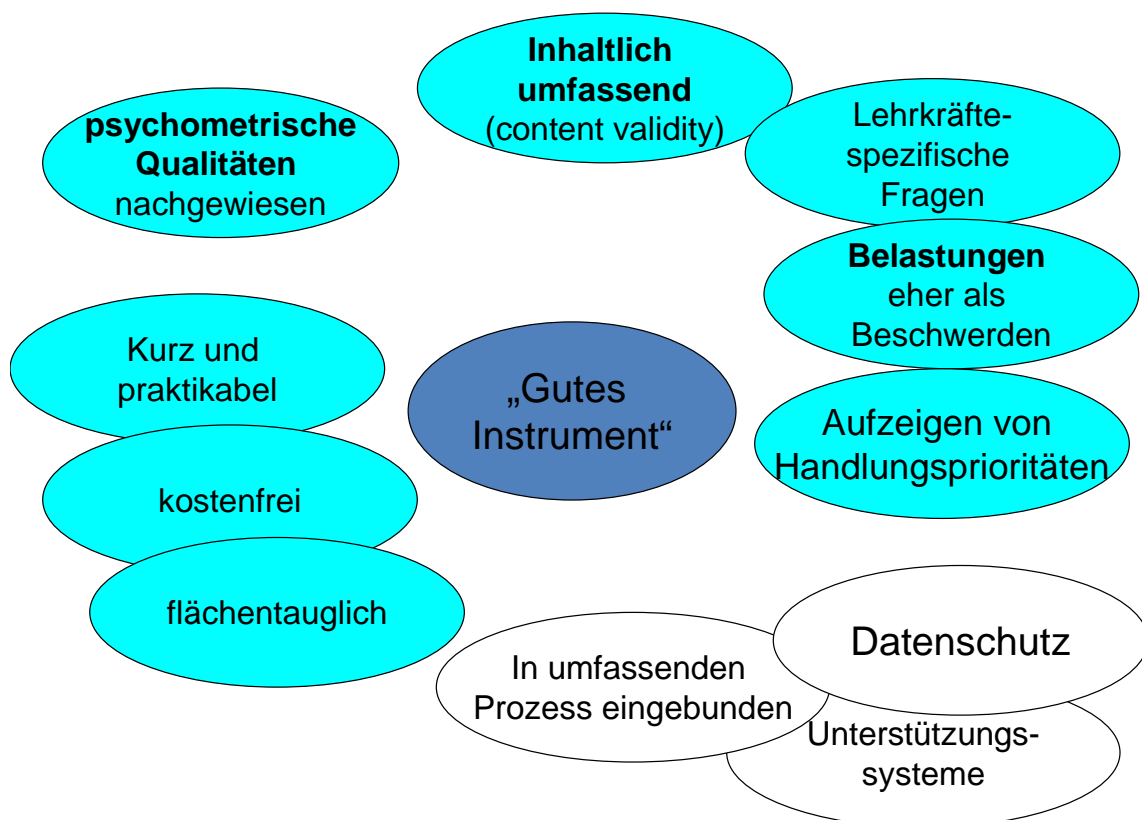 Inhaltlich
umfassend
(content validity)
psychometrische
Qualitäten
nachgewiesen
Lehrkräfte-
spezifische
Fragen
Belastungen
eher als
Beschwerden
Kurz und
praktikabel
„Gutes
Instrument“
Aufzeigen von
Handlungsprioritäten
kostenfrei
flächentauglich
Datenschutz
In umfassenden
Prozess eingebunden
Unterstützungs-
systeme